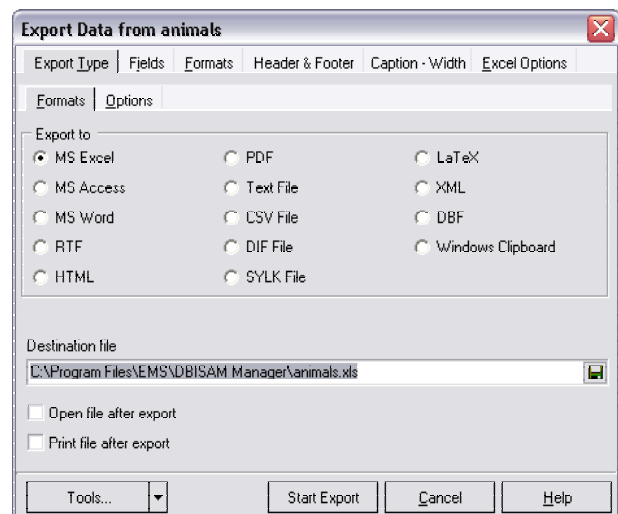 Export Data from animals
Export Type Fields Formats Header & Footer Caption - Width Excel Options
Formats Options
Export to
MS Excel PDF LaTeX
MS Access Text File XML
MS Word CSV File DBF
RTF DIF File Windows Clipboard
HTML SYLK File
Destination file
C:\Program Files\EMS\DBISAM Manager\animals.xls
Open file after export
Print file after export
Tools... Start Export Cancel Help